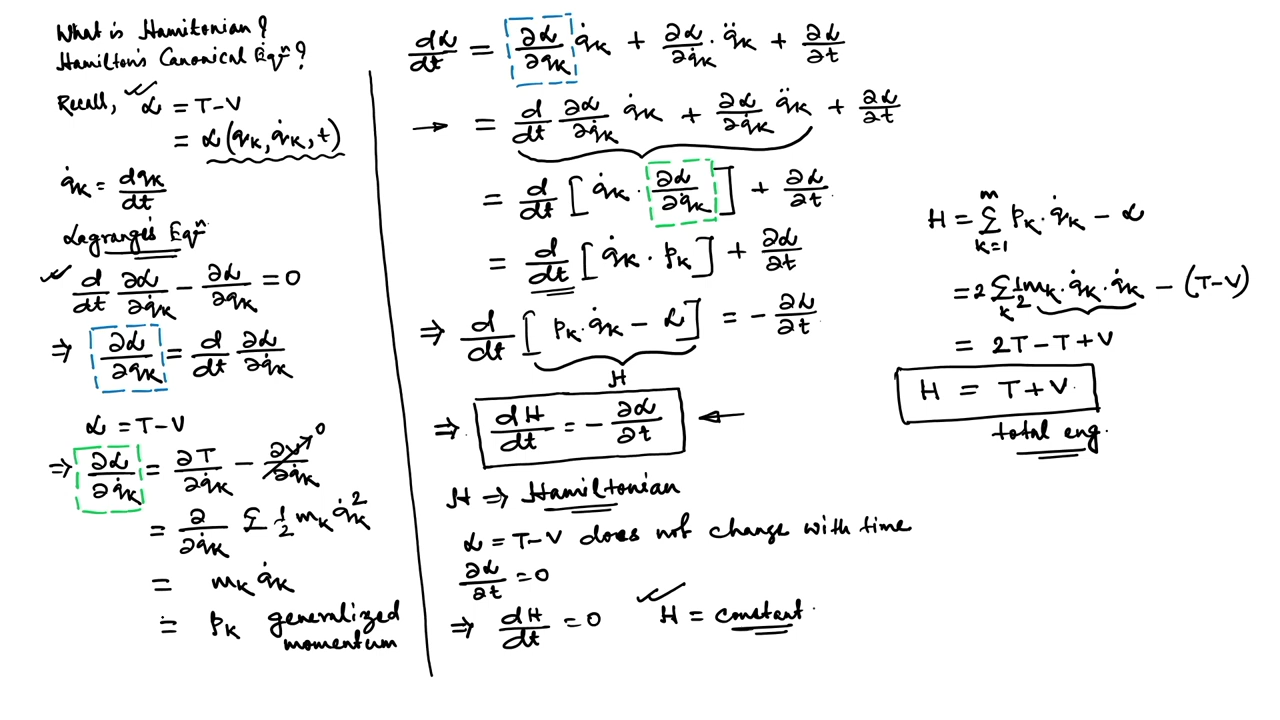 What is Hamitonian?
Hamilton's Canonical Eqⁿ?
Recall, ✓ L = T-V
= L(qₖ, q̇ₖ, t)
q̇ₖ = dqₖ/dt
Lagrange's Eqⁿ
✓ d/dt ∂L/∂q̇ₖ - ∂L/∂qₖ = 0
⇒ ∂L/∂qₖ = d/dt ∂L/∂q̇ₖ
L = T-V
⇒ ∂L/∂q̇ₖ = ∂T/∂q̇ₖ - ∂V/∂q̇ₖ → 0
= ∂/∂q̇ₖ Σ 1/2 mₖ q̇ₖ²
= mₖ q̇ₖ
= pₖ generalized
momentum
dL/dt = ∂L/∂qₖ q̇ₖ + ∂L/∂q̇ₖ · q̈ₖ + ∂L/∂t
→ = d/dt ∂L/∂q̇ₖ q̇ₖ + ∂L/∂q̇ₖ q̈ₖ + ∂L/∂t
= d/dt [q̇ₖ · ∂L/∂q̇ₖ] + ∂L/∂t
= d/dt [q̇ₖ · pₖ] + ∂L/∂t
⇒ d/dt [pₖ · q̇ₖ - L] = - ∂L/∂t
H
⇒ dH/dt = - ∂L/∂t ←
H ⇒ Hamiltonian
L = T-V does not change with time
∂L/∂t = 0
⇒ dH/dt = 0 ✓ H = constant.
H = Σ_{k=1}^{m} pₖ · q̇ₖ - L
= 2 Σₖ 1/2 mₖ · q̇ₖ · q̇ₖ - (T-V)
= 2T - T + V
H = T + V.
total eng.